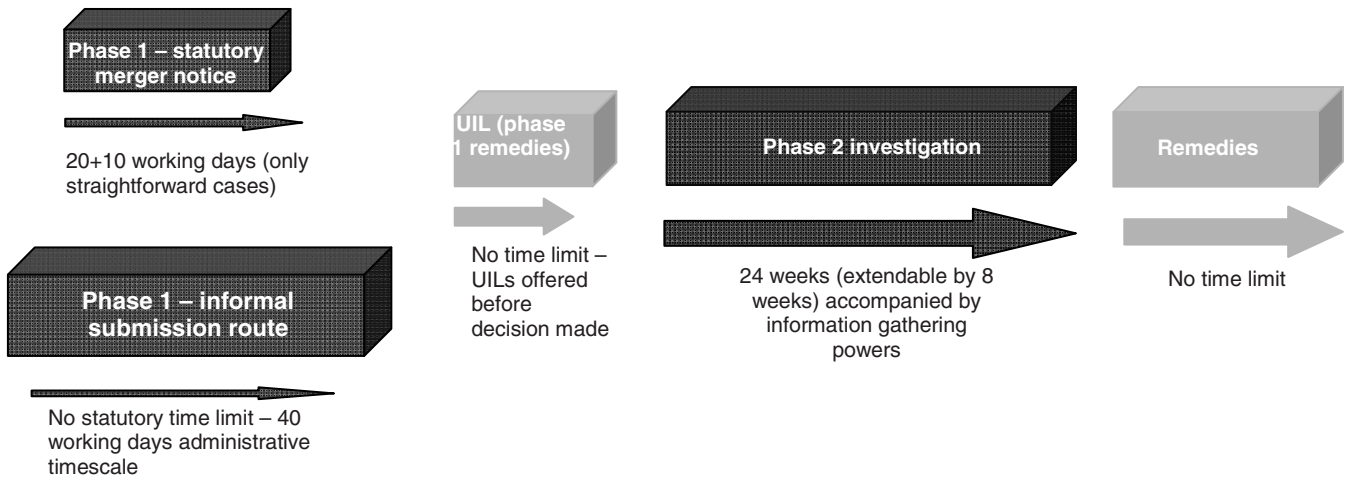 Phase 1 – statutory
merger notice
20+10 working days (only
straightforward cases)
Phase 1 – informal
submission route
No statutory time limit – 40
working days administrative
timescale
UIL (phase
1 remedies)
No time limit –
UILs offered
before
decision made
Phase 2 investigation
24 weeks (extendable by 8
weeks) accompanied by
information gathering
powers
Remedies
No time limit